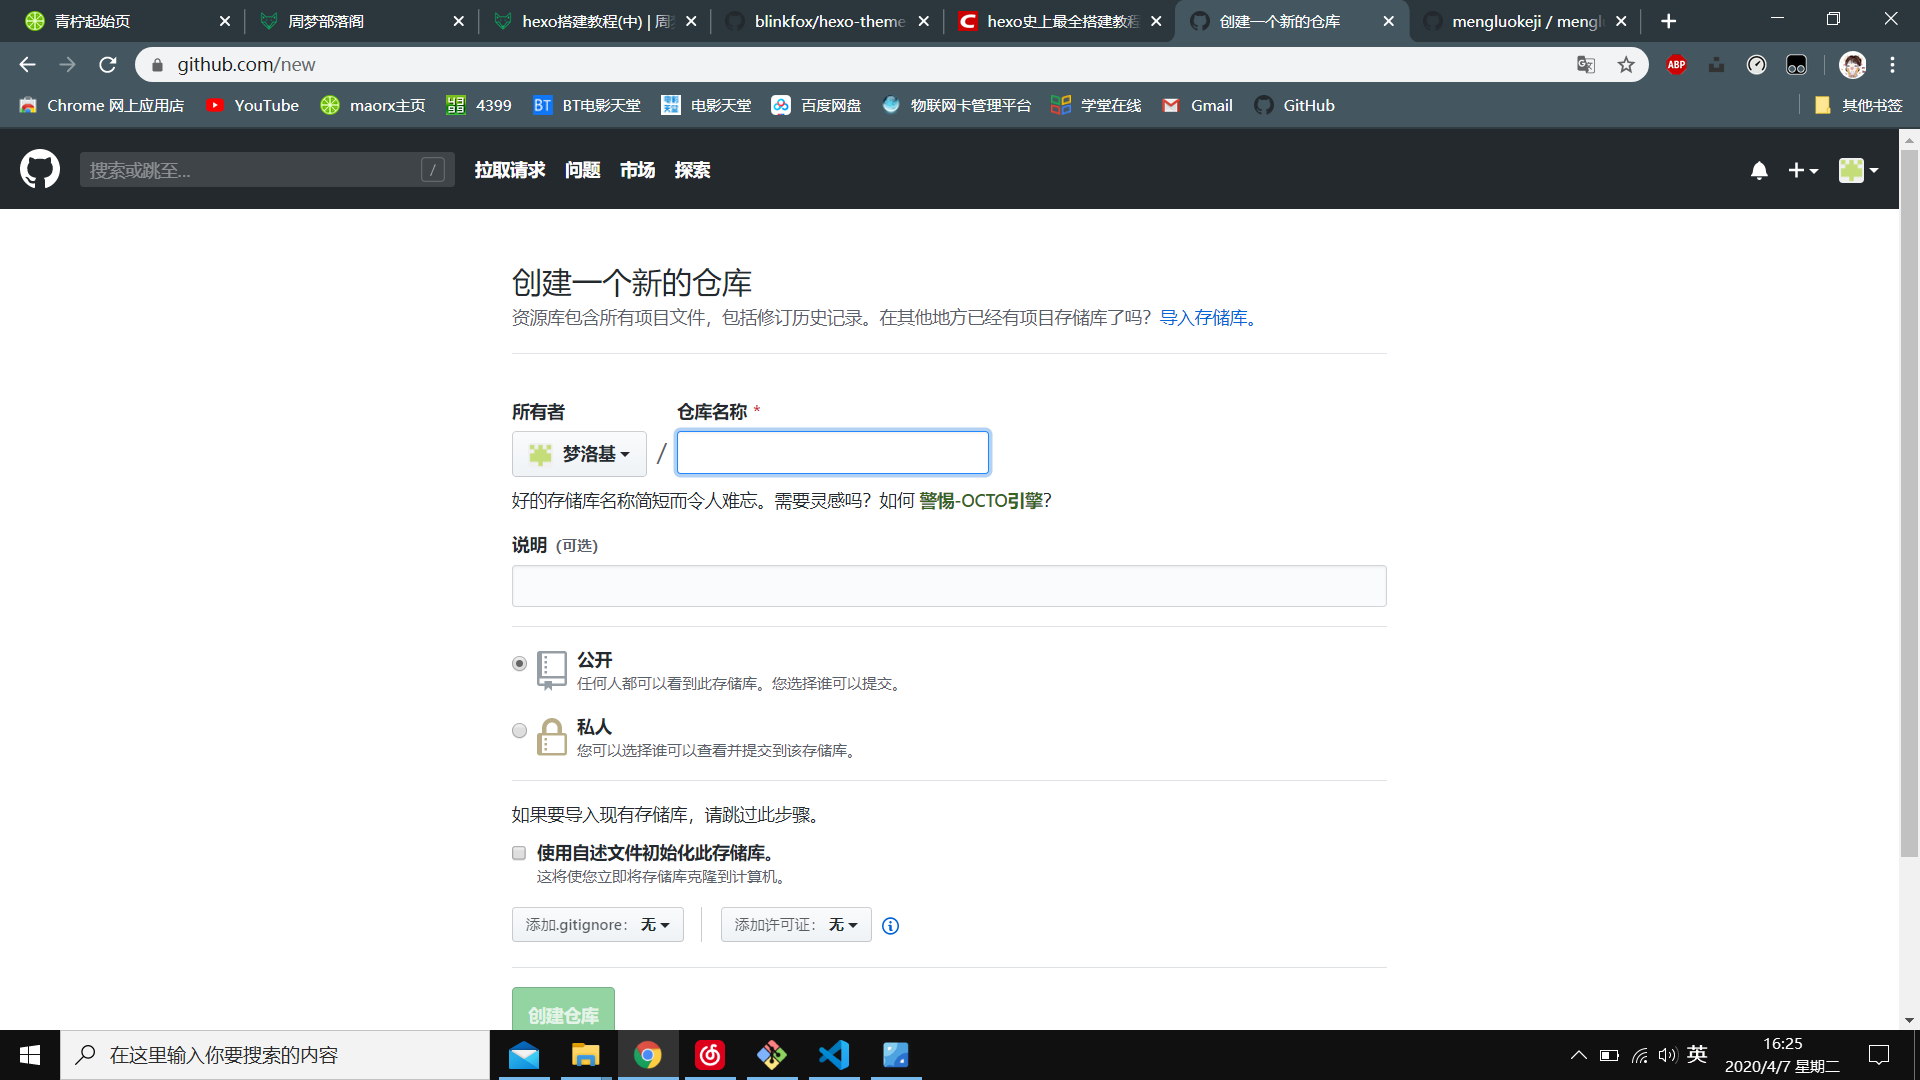 青柠起始页
周梦部落阁
hexo搭建教程(中) | 周
blinkfox/hexo-theme
hexo史上最全搭建教程
创建一个新的仓库
mengluokeji / mengl
github.com/new
Chrome 网上应用店
YouTube
maorx主页
4399
BT电影天堂
电影天堂
百度网盘
物联网卡管理平台
学堂在线
Gmail
GitHub
其他书签
搜索或跳至...
/
拉取请求
问题
市场
探索
创建一个新的仓库
资源库包含所有项目文件，包括修订历史记录。在其他地方已经有项目存储库了吗？导入存储库。
所有者
仓库名称 *
梦洛基
/
好的存储库名称简短而令人难忘。需要灵感吗？如何 警惕-OCTO引擎？
说明 (可选)
公开
任何人都可以看到此存储库。您选择谁可以提交。
私人
您可以选择谁可以查看并提交到该存储库。
如果要导入现有存储库，请跳过此步骤。
使用自述文件初始化此存储库。
这将使您立即将存储库克隆到计算机。
添加.gitignore： 无
添加许可证： 无
创建仓库
在这里输入你要搜索的内容
英
16:25
2020/4/7 星期二